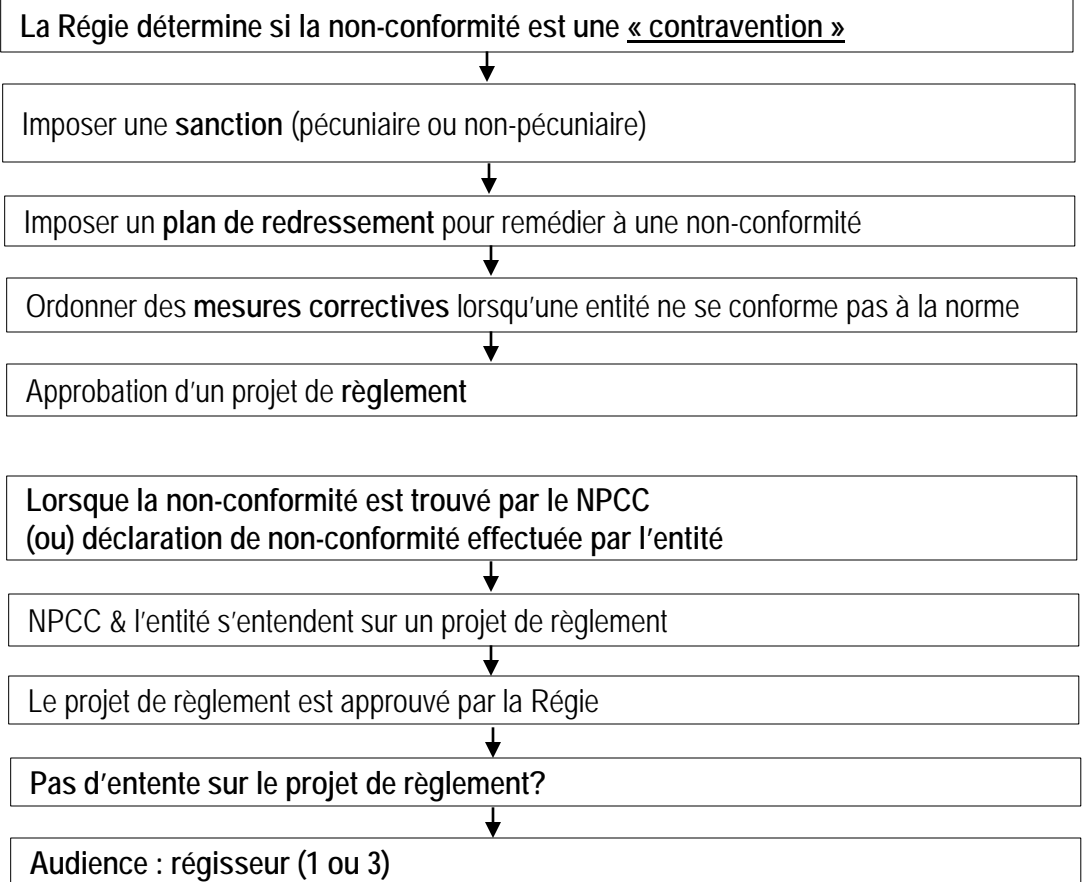 La Régie détermine si la non-conformité est une « contravention »
Imposer une sanction (pécuniaire ou non-pécuniaire)
Imposer un plan de redressement pour remédier à une non-conformité
Ordonner des mesures correctives lorsqu'une entité ne se conforme pas à la norme
Approbation d'un projet de règlement
Lorsque la non-conformité est trouvé par le NPCC
(ou) déclaration de non-conformité effectuée par l'entité
NPCC & l'entité s'entendent sur un projet de règlement
Le projet de règlement est approuvé par la Régie
Pas d'entente sur le projet de règlement?
Audience : régisseur (1 ou 3)